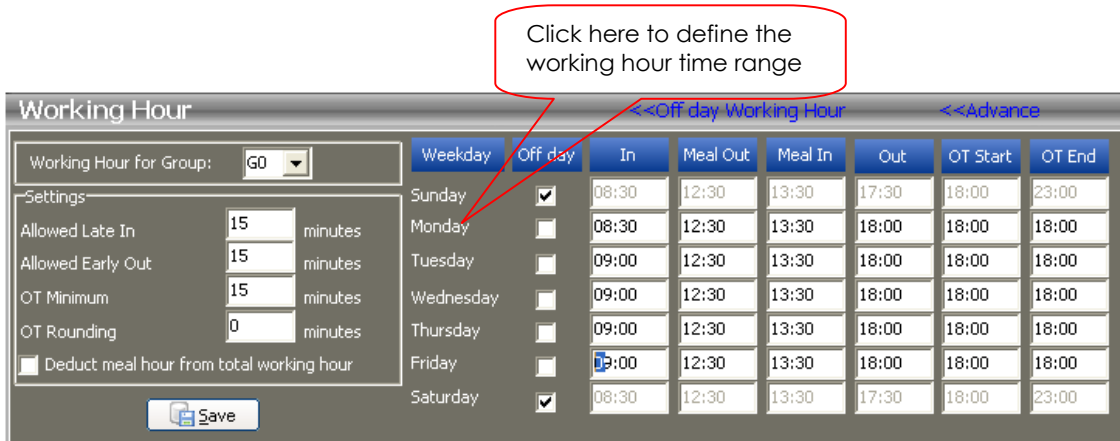 Click here to define the
working hour time range
Working Hour <<Off day Working Hour <<Advance
Working Hour for Group: G0
Settings
Allowed Late In 15 minutes
Allowed Early Out 15 minutes
OT Minimum 15 minutes
OT Rounding 0 minutes
Deduct meal hour from total working hour
Save
Weekday Off day In Meal Out Meal In Out OT Start OT End
Sunday 08:30 12:30 13:30 17:30 18:00 23:00
Monday 08:30 12:30 13:30 18:00 18:00 18:00
Tuesday 09:00 12:30 13:30 18:00 18:00 18:00
Wednesday 09:00 12:30 13:30 18:00 18:00 18:00
Thursday 09:00 12:30 13:30 18:00 18:00 18:00
Friday 09:00 12:30 13:30 18:00 18:00 18:00
Saturday 08:30 12:30 13:30 17:30 18:00 23:00